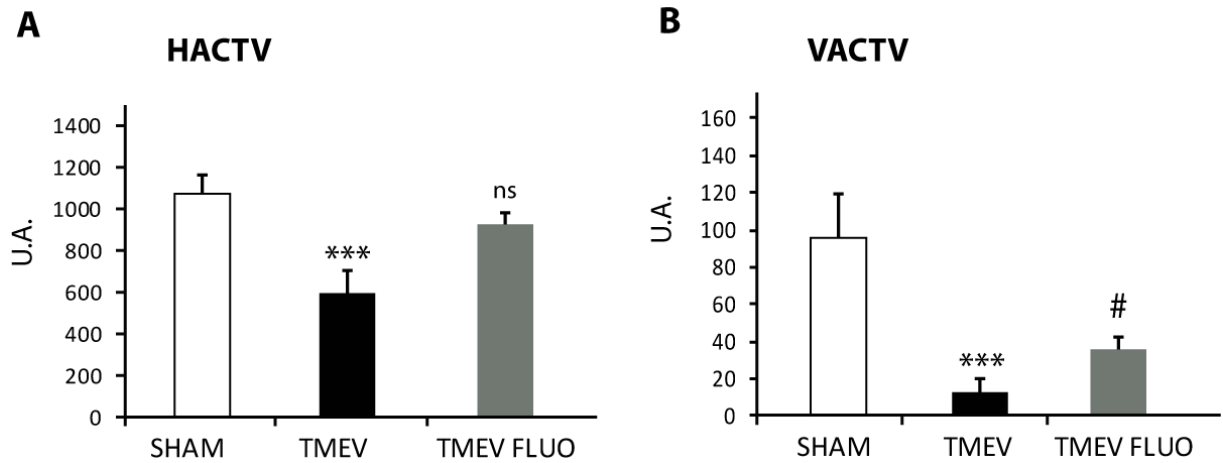 A
HACTV
U.A.
1400
1200
1000
800
600
400
200
0
***
ns
SHAM
TMEV
TMEV FLUO
B
VACTV
U.A.
160
140
120
100
80
60
40
20
0
***
#
SHAM
TMEV
TMEV FLUO